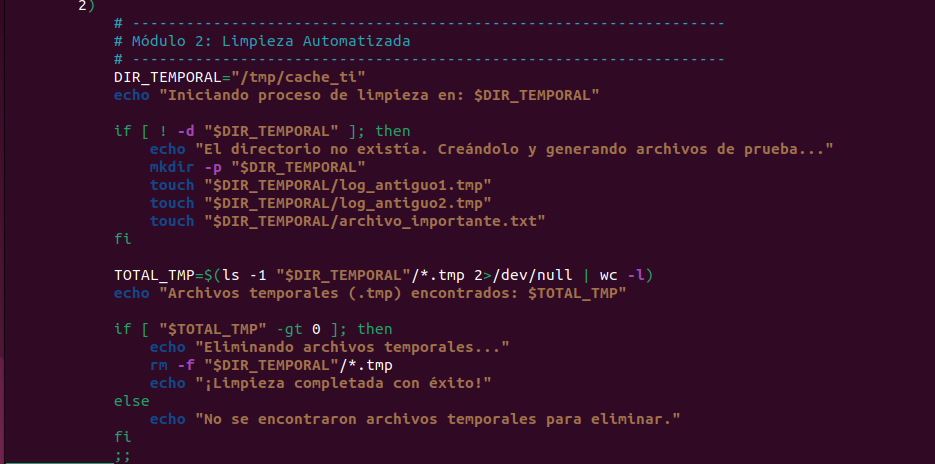 2)
# ------------------------------------------------------------------
# Módulo 2: Limpieza Automatizada
# ------------------------------------------------------------------
DIR_TEMPORAL="/tmp/cache_ti"
echo "Iniciando proceso de limpieza en: $DIR_TEMPORAL"
if [ ! -d "$DIR_TEMPORAL" ]; then
echo "El directorio no existía. Creándolo y generando archivos de prueba..."
mkdir -p "$DIR_TEMPORAL"
touch "$DIR_TEMPORAL/log_antiguo1.tmp"
touch "$DIR_TEMPORAL/log_antiguo2.tmp"
touch "$DIR_TEMPORAL/archivo_importante.txt"
fi
TOTAL_TMP=$(ls -1 "$DIR_TEMPORAL"/*.tmp 2>/dev/null | wc -l)
echo "Archivos temporales (.tmp) encontrados: $TOTAL_TMP"
if [ "$TOTAL_TMP" -gt 0 ]; then
echo "Eliminando archivos temporales..."
rm -f "$DIR_TEMPORAL"/*.tmp
echo "¡Limpieza completada con éxito!"
else
echo "No se encontraron archivos temporales para eliminar."
fi
;;